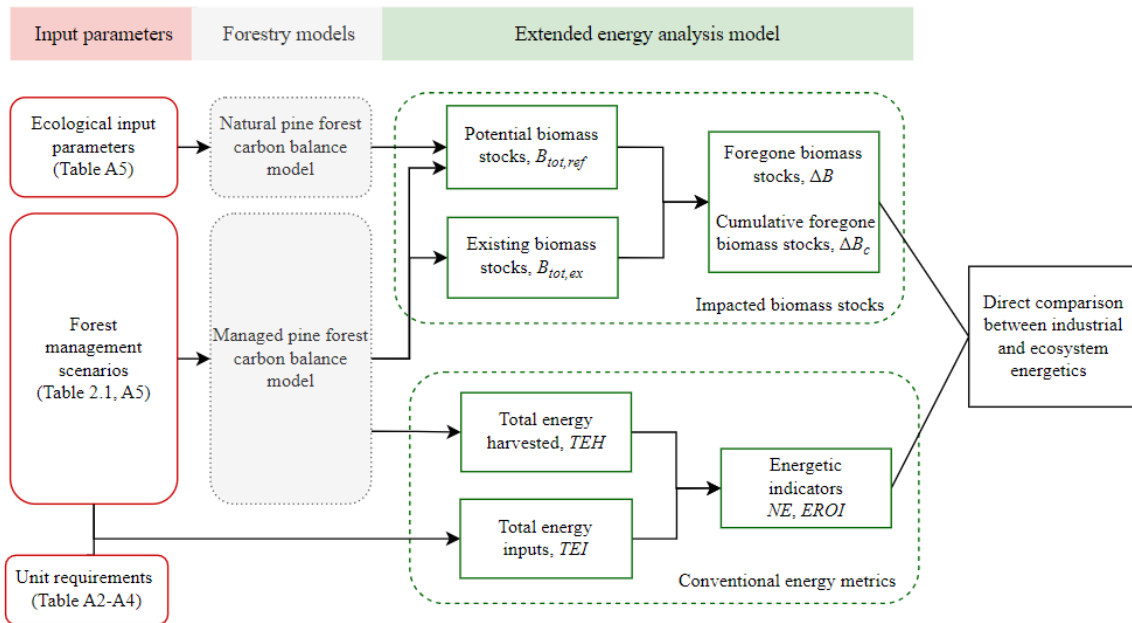 Input parameters
Forestry models
Extended energy analysis model
Ecological input
parameters
(Table A5)
Natural pine forest
carbon balance
model
Potential biomass
stocks, B_{tot,ref}
Foregone biomass
stocks, ΔB
Cumulative foregone
biomass stocks, ΔB_c
Existing biomass
stocks, B_{tot,ex}
Impacted biomass stocks
Forest
management
scenarios
(Table 2.1, A5)
Managed pine forest
carbon balance
model
Direct comparison
between industrial
and ecosystem
energetics
Total energy
harvested, TEH
Energetic
indicators
NE, EROI
Total energy
inputs, TEI
Conventional energy metrics
Unit requirements
(Table A2-A4)